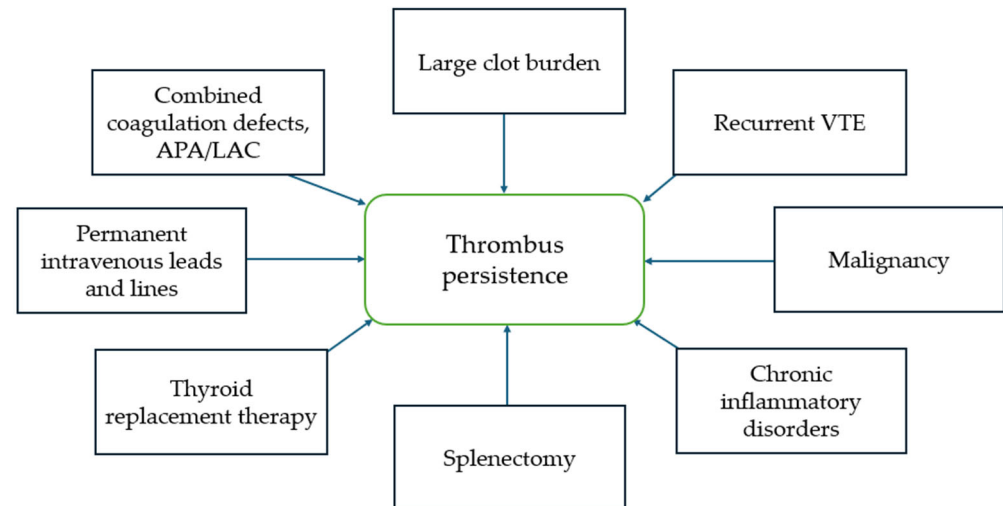 Large clot burden
Combined
coagulation defects,
APA/LAC
Recurrent VTE
Permanent
intravenous leads
and lines
Thrombus
persistence
Malignancy
Thyroid
replacement therapy
Splenectomy
Chronic
inflammatory
disorders